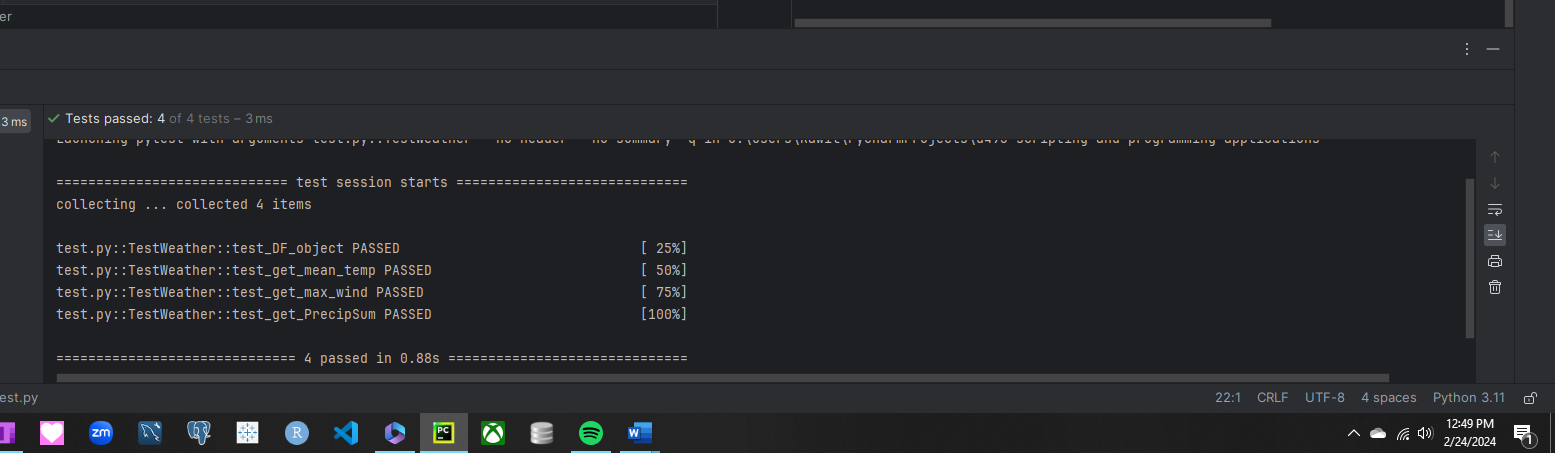 er
3 ms
Tests passed: 4 of 4 tests – 3 ms
============================= test session starts =============================
collecting ... collected 4 items
test.py::TestWeather::test_DF_object PASSED                              [ 25%]
test.py::TestWeather::test_get_mean_temp PASSED                          [ 50%]
test.py::TestWeather::test_get_max_wind PASSED                           [ 75%]
test.py::TestWeather::test_get_PrecipSum PASSED                          [100%]
============================== 4 passed in 0.88s ==============================
est.py
22:1 CRLF UTF-8 4 spaces Python 3.11
zm
R
PC
W
12:49 PM
2/24/2024
1